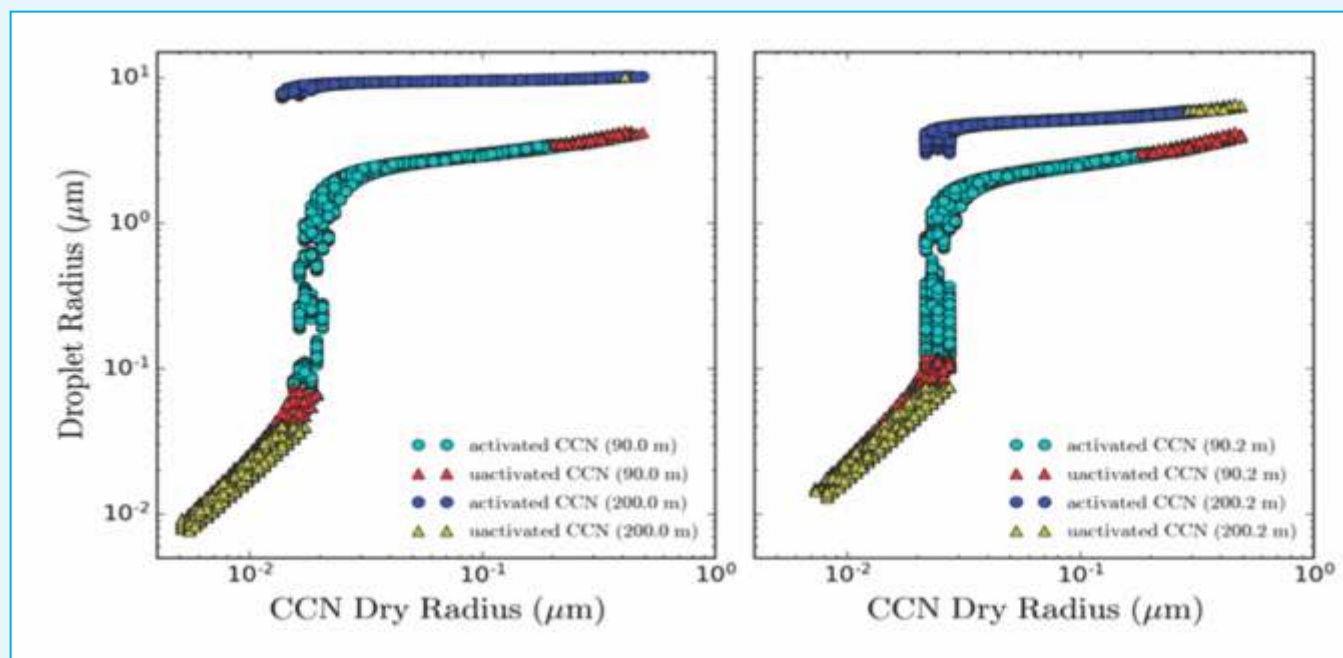 Droplet Radius (μm)
10¹
10⁰
10⁻¹
10⁻²
activated CCN (90.0 m)
uactivated CCN (90.0 m)
activated CCN (200.0 m)
uactivated CCN (200.0 m)
10⁻² 10⁻¹ 10⁰
CCN Dry Radius (μm)
activated CCN (90.2 m)
uactivated CCN (90.2 m)
activated CCN (200.2 m)
uactivated CCN (200.2 m)
10⁻² 10⁻¹ 10⁰
CCN Dry Radius (μm)